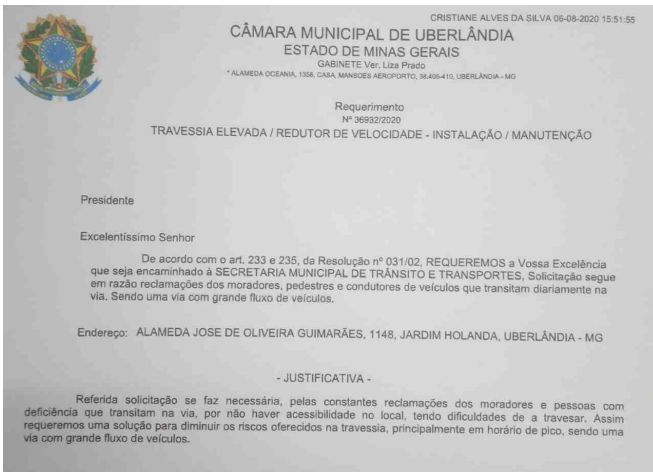 CRISTIANE ALVES DA SILVA 06-08-2020 15:51:55
CÂMARA MUNICIPAL DE UBERLÂNDIA
ESTADO DE MINAS GERAIS
GABINETE Ver. Liza Prado
* ALAMEDA OCEANIA, 1356, CASA, MANSOES AEROPORTO, 38.406-410, UBERLÂNDIA - MG
Requerimento
Nº 36932/2020
TRAVESSIA ELEVADA / REDUTOR DE VELOCIDADE - INSTALAÇÃO / MANUTENÇÃO
Presidente
Excelentíssimo Senhor
De acordo com o art. 233 e 235, da Resolução nº 031/02, REQUEREMOS a Vossa Excelência
que seja encaminhado à SECRETARIA MUNICIPAL DE TRÂNSITO E TRANSPORTES, Solicitação segue
em razão reclamações dos moradores, pedestres e condutores de veículos que transitam diariamente na
via. Sendo uma via com grande fluxo de veículos.
Endereço: ALAMEDA JOSE DE OLIVEIRA GUIMARÃES, 1148, JARDIM HOLANDA, UBERLÂNDIA - MG
- JUSTIFICATIVA -
Referida solicitação se faz necessária, pelas constantes reclamações dos moradores e pessoas com
deficiência que transitam na via, por não haver acessibilidade no local, tendo dificuldades de a travesar. Assim
requeremos uma solução para diminuir os riscos oferecidos na travessia, principalmente em horário de pico, sendo uma
via com grande fluxo de veículos.